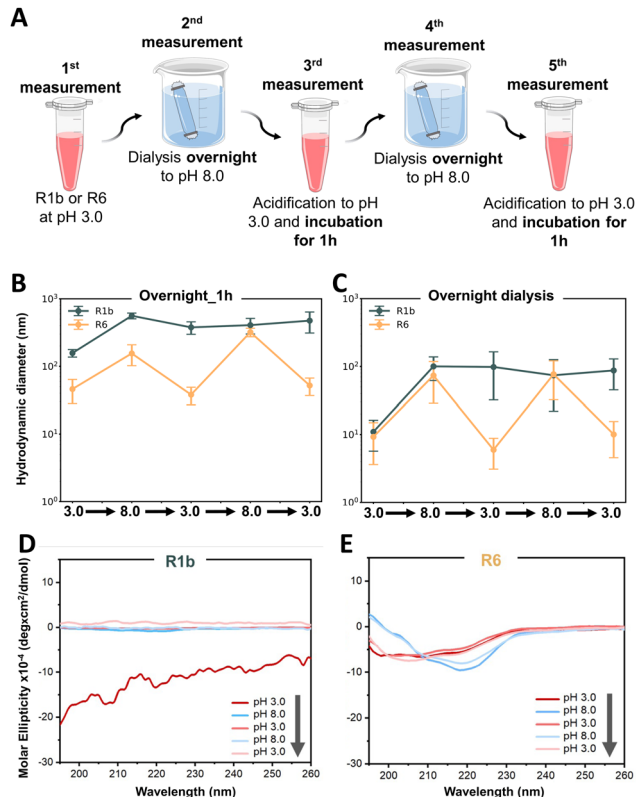 A
1st measurement
2nd measurement
3rd measurement
4th measurement
5th measurement
R1b or R6
at pH 3.0
Dialysis overnight
to pH 8.0
Acidification to pH
3.0 and incubation
for 1h
Dialysis overnight
to pH 8.0
Acidification to pH 3.0
and incubation for
1h
B
Overnight_1h
R1b
R6
Hydrodynamic diameter (nm)
10³
10²
10¹
10⁰
3.0 → 8.0 → 3.0 → 8.0 → 3.0
C
Overnight dialysis
R1b
R6
10³
10²
10¹
10⁰
3.0 → 8.0 → 3.0 → 8.0 → 3.0
D
R1b
Molar Ellipticity x10⁻⁴ (degxcm²/dmol)
10
0
-10
-20
-30
pH 3.0
pH 8.0
pH 3.0
pH 8.0
pH 3.0
200 210 220 230 240 250 260
Wavelength (nm)
E
R6
10
0
-10
-20
-30
pH 3.0
pH 8.0
pH 3.0
pH 8.0
pH 3.0
200 210 220 230 240 250 260
Wavelength (nm)